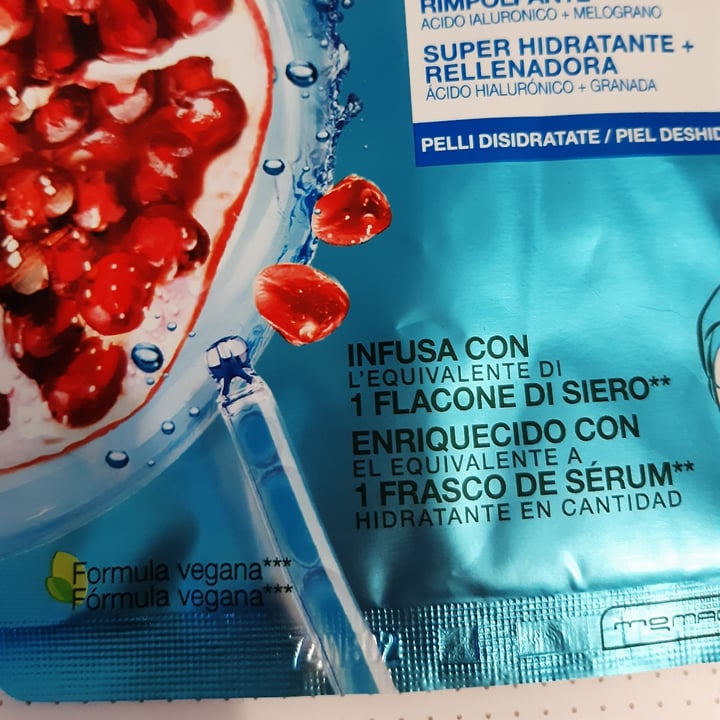 RIMPOLPANTE
ACIDO IALURONICO + MELOGRANO
SUPER HIDRATANTE +
RELLENADORA
ÁCIDO HIALURÓNICO + GRANADA
PELLI DISIDRATATE / PIEL DESHID
INFUSA CON
L'EQUIVALENTE DI
1 FLACONE DI SIERO**
ENRIQUECIDO CON
EL EQUIVALENTE A
1 FRASCO DE SÉRUM**
HIDRATANTE EN CANTIDAD
Formula vegana***
Fórmula vegana***